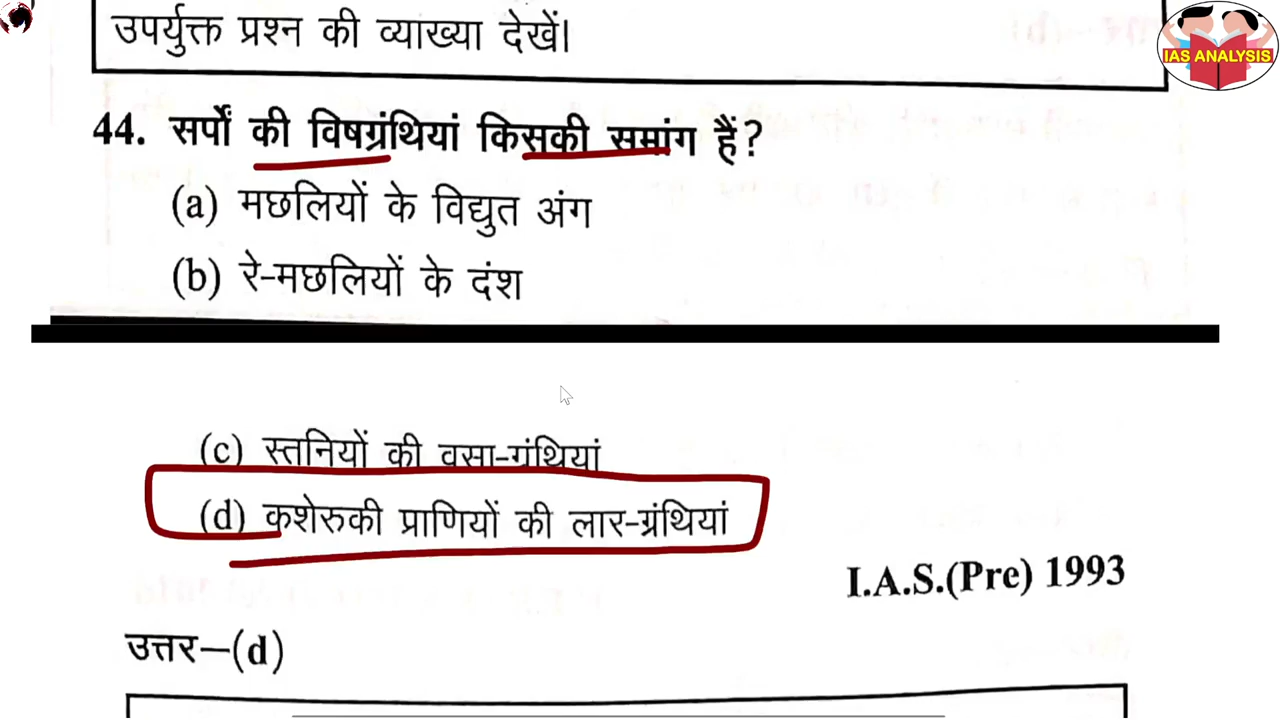 उपर्युक्त प्रश्न की व्याख्या देखें।
IAS ANALYSIS
44. सर्पों की विषग्रंथियां किसकी समांग हैं?
(a) मछलियों के विद्युत अंग
(b) रे-मछलियों के दंश
(c) स्तनियों की वसा-ग्रंथियां
(d) कशेरुकी प्राणियों की लार-ग्रंथियां
I.A.S.(Pre) 1993
उत्तर–(d)